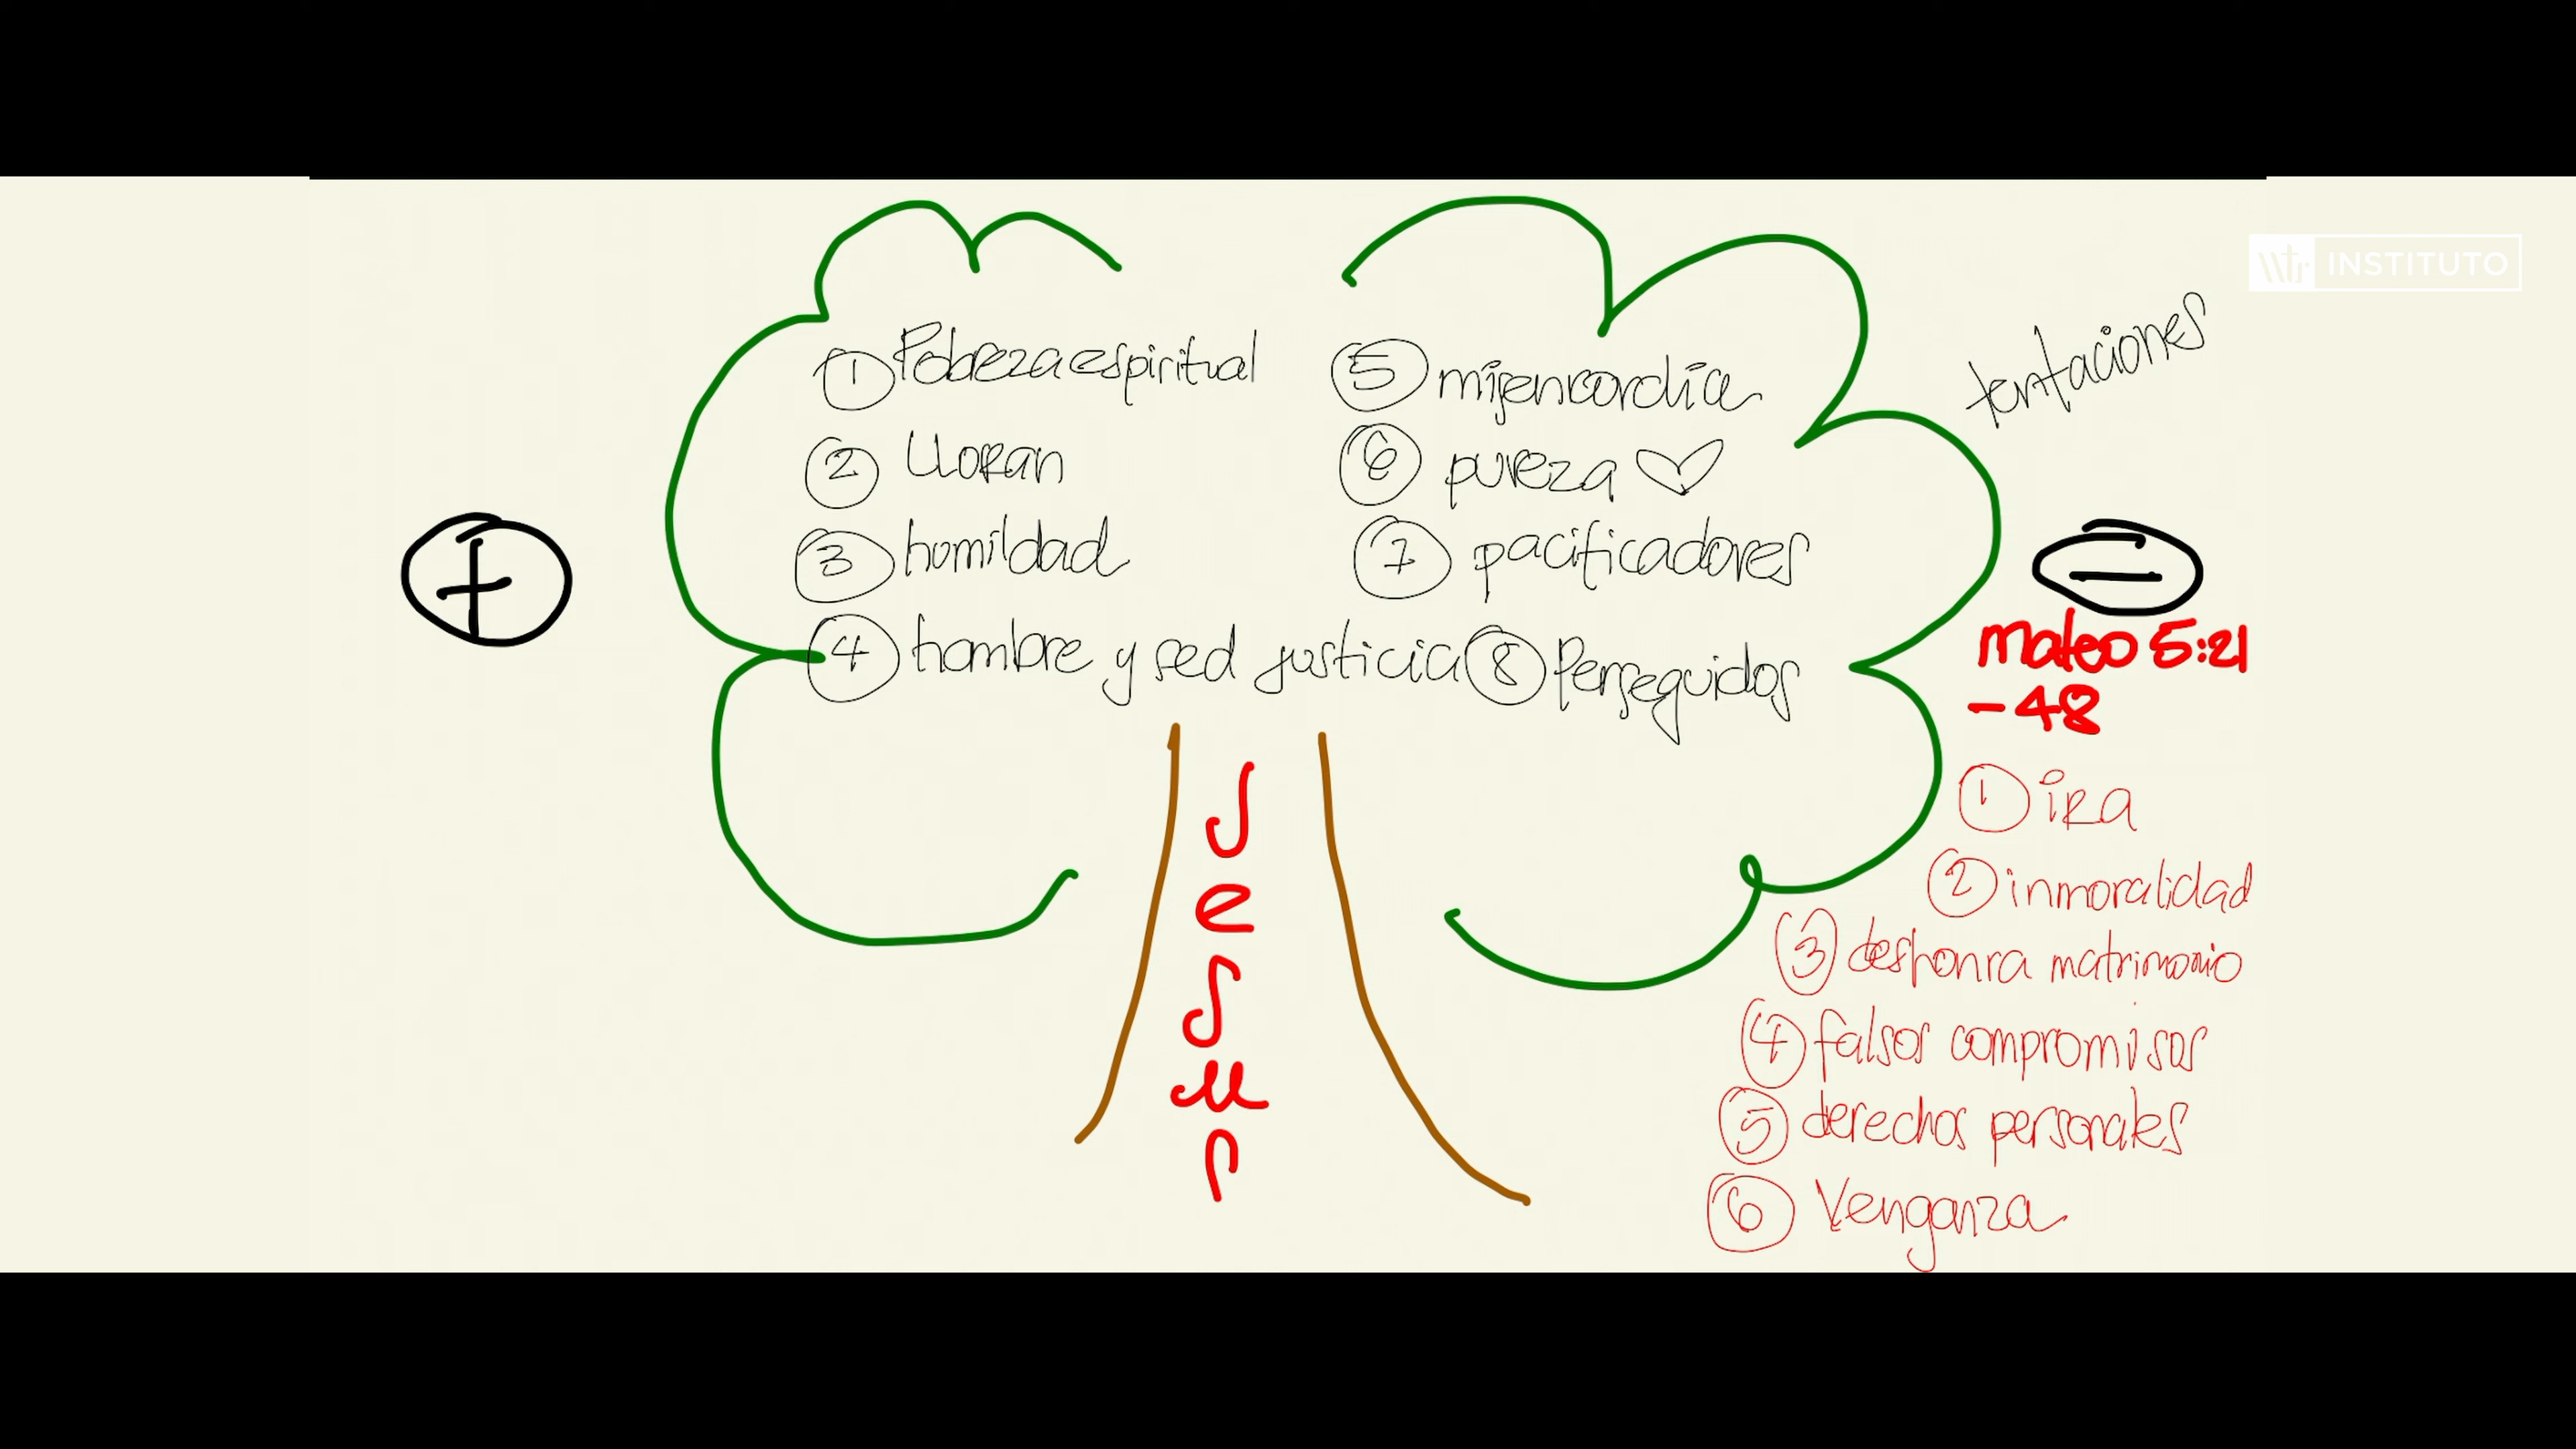 INSTITUTO
tentaciones
① Pobreza espiritual
② Lloran
③ humildad
④ hambre y sed justicia
⑤ misericordia
⑥ pureza ♡
⑦ pacificadores
⑧ Perseguidos
+
−
mateo 5:21
-48
① ira
② inmoralidad
③ deshonra matrimonio
④ falsos compromisos
⑤ derechos personales
⑥ Venganza
J
e
s
u
s